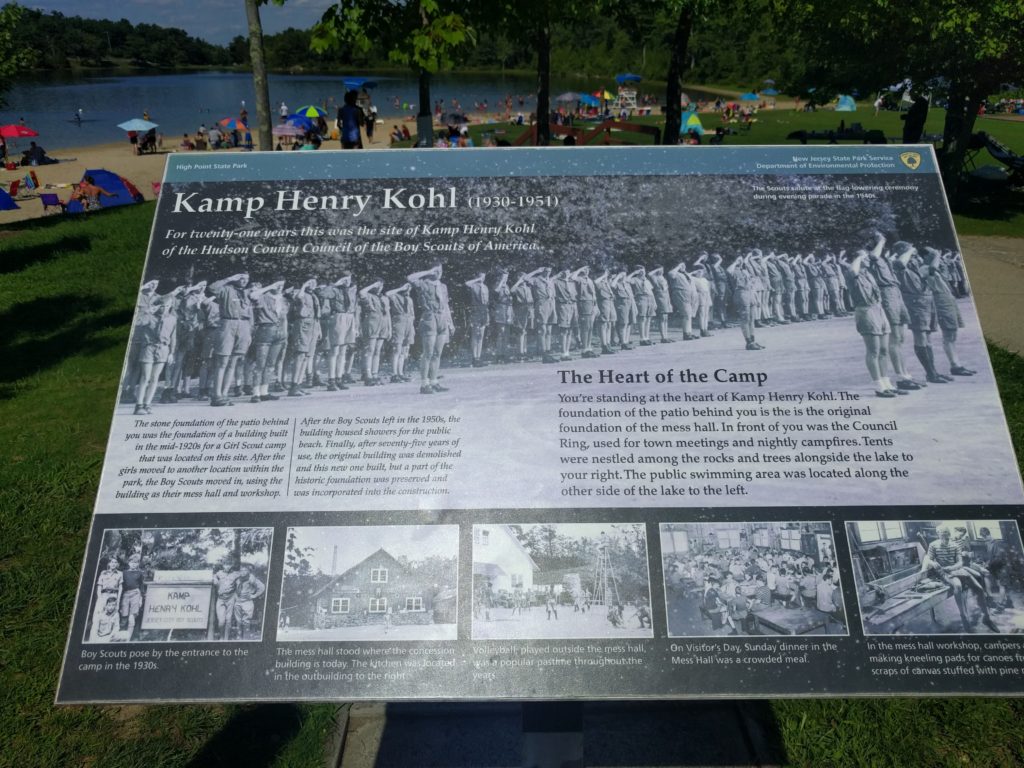 High Point State Park
New Jersey State Park Service
Department of Environmental Protection
Kamp Henry Kohl (1930-1951)
The Scouts salute at the flag-lowering ceremony
during evening parade in the 1940s.
For twenty-one years this was the site of Kamp Henry Kohl
of the Hudson County Council of the Boy Scouts of America.
The Heart of the Camp
You're standing at the heart of Kamp Henry Kohl. The
foundation of the patio behind you is the is the original
foundation of the mess hall. In front of you was the Council
Ring, used for town meetings and nightly campfires. Tents
were nestled among the rocks and trees alongside the lake to
your right. The public swimming area was located along the
other side of the lake to the left.
The stone foundation of the patio behind
you was the foundation of a building built
in the mid-1920s for a Girl Scout camp
that was located on this site. After the
girls moved to another location within the
park, the Boy Scouts moved in, using the
building as their mess hall and workshop.
After the Boy Scouts left in the 1950s, the
building housed showers for the public
beach. Finally, after seventy-five years of
use, the original building was demolished
and this new one built, but a part of the
historic foundation was preserved and
was incorporated into the construction.
KAMP
HENRY KOHL
JERSEY CITY BOY SCOUTS
Boy Scouts pose by the entrance to the
camp in the 1930s.
The mess hall stood where the concession
building is today. The kitchen was located
in the outbuilding to the right.
Volleyball, played outside the mess hall,
was a popular pastime throughout the
years.
On Visitor's Day, Sunday dinner in the
Mess Hall was a crowded meal.
In the mess hall workshop, campers a
making kneeling pads for canoes fr
scraps of canvas stuffed with pine n